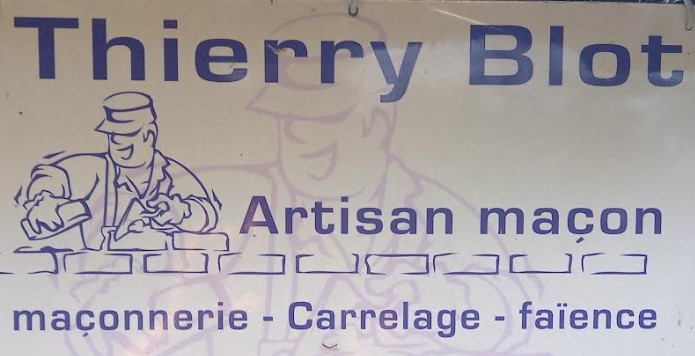 Thierry Blot
Artisan maçon
maçonnerie - Carrelage - faïence